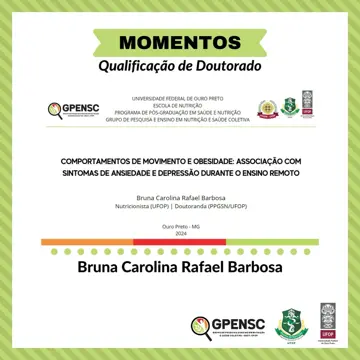 MOMENTOS
Qualificação de Doutorado
UNIVERSIDADE FEDERAL DE OURO PRETO
ESCOLA DE NUTRIÇÃO
PROGRAMA DE PÓS-GRADUAÇÃO EM SAÚDE E NUTRIÇÃO
GRUPO DE PESQUISA E ENSINO EM NUTRIÇÃO E SAÚDE COLETIVA
GPENSC
COMPORTAMENTOS DE MOVIMENTO E OBESIDADE: ASSOCIAÇÃO COM
SINTOMAS DE ANSIEDADE E DEPRESSÃO DURANTE O ENSINO REMOTO
Bruna Carolina Rafael Barbosa
Nutricionista (UFOP) | Doutoranda (PPGSN/UFOP)
Ouro Preto - MG
2024
Bruna Carolina Rafael Barbosa
GPENSC
UFOP